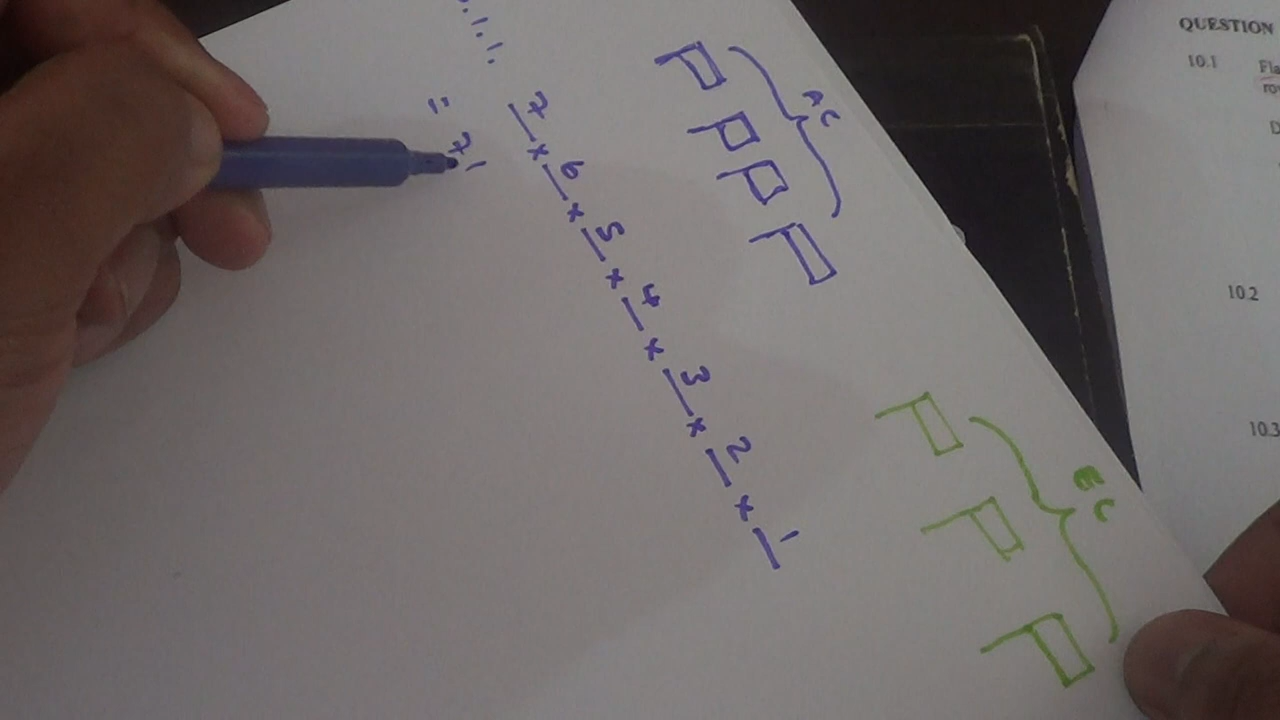 AC
EC
.1.1.
7 x 6 x 5 x 4 x 3 x 2 x 1
= 7!
QUESTION
10.1
10.2
10.3